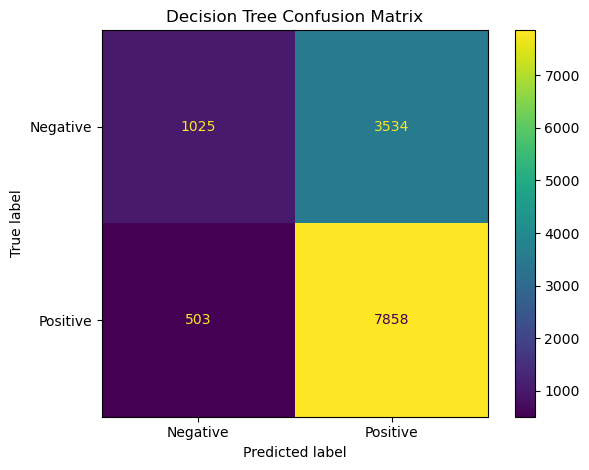 Decision Tree Confusion Matrix
Negative
1025
3534
Positive
503
7858
Negative
Positive
Predicted label
True label
7000
6000
5000
4000
3000
2000
1000